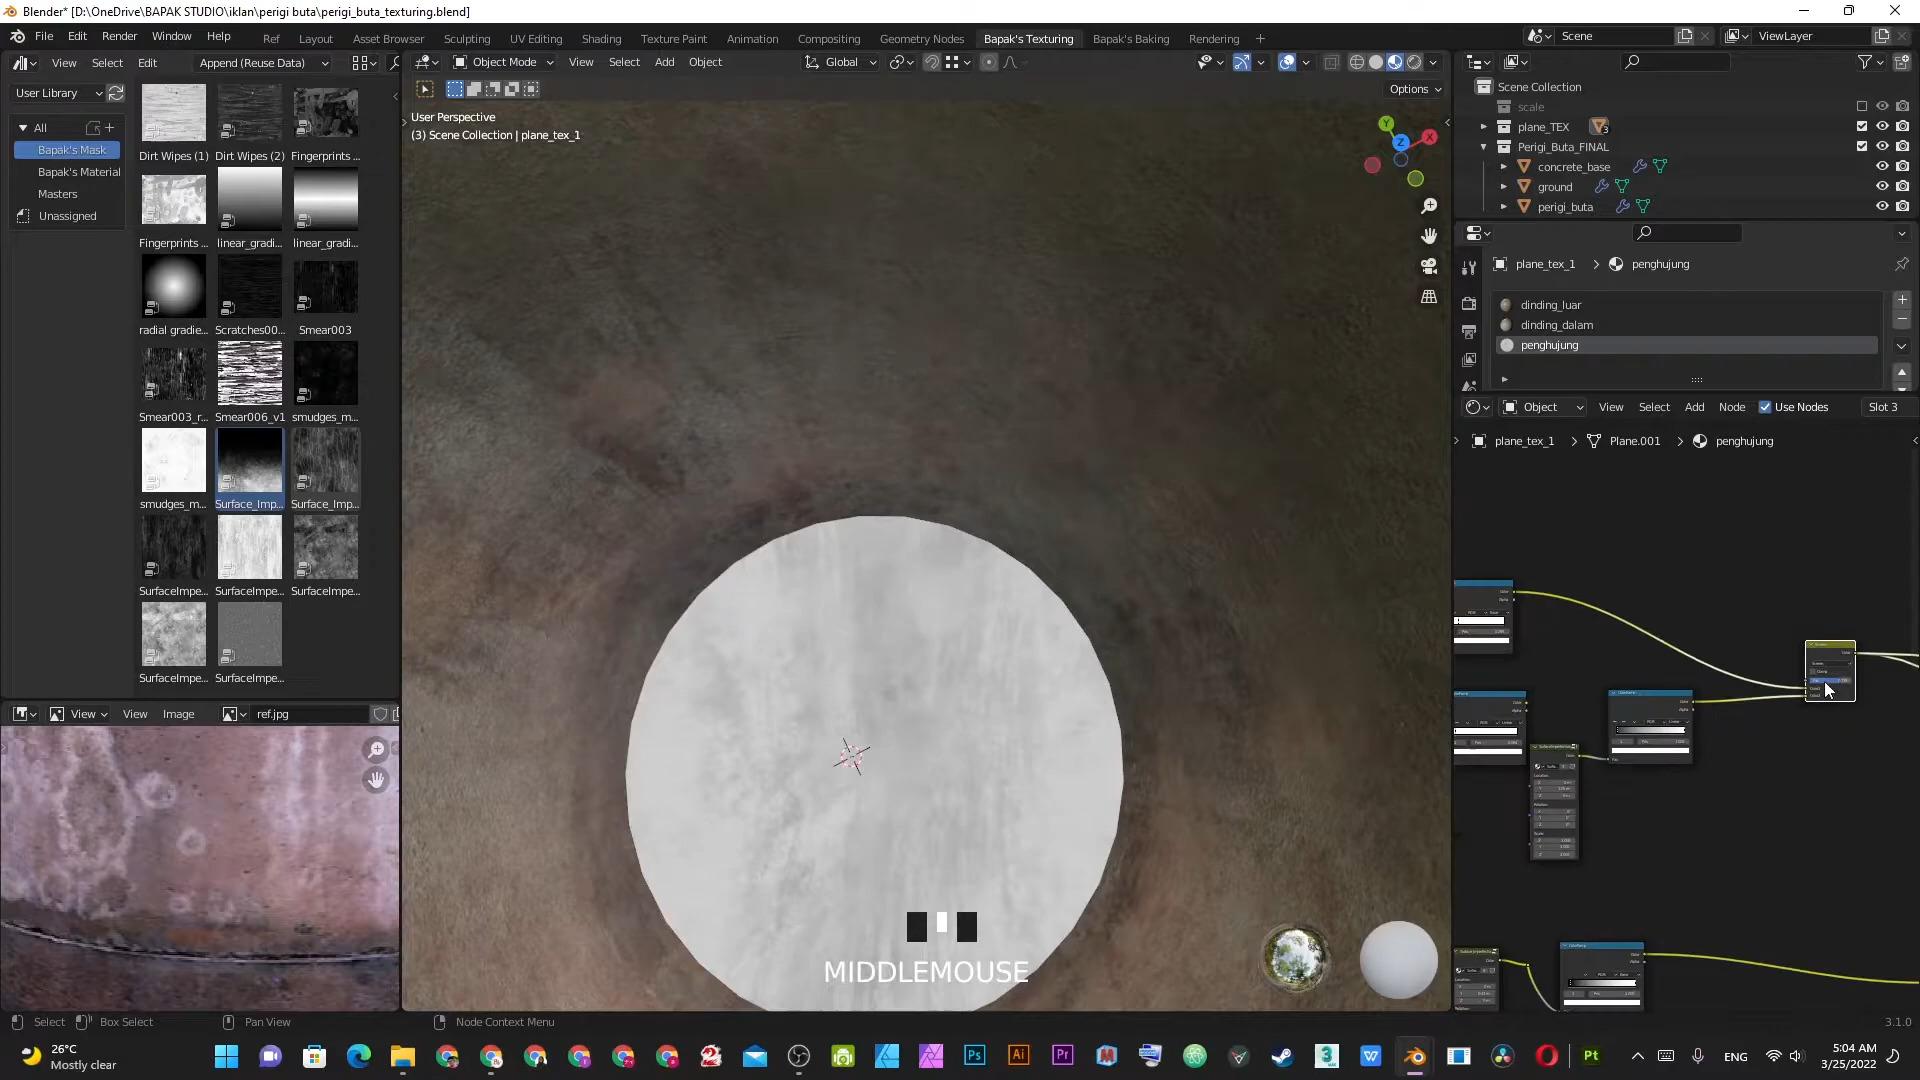 Blender* [D:\OneDrive\BAPAK STUDIO\iklan\perigi buta\perigi_buta_texturing.blend]
File Edit Render Window Help Ref Layout Asset Browser Sculpting UV Editing Shading Texture Paint Animation Compositing Geometry Nodes Bapak's Texturing Bapak's Baking Rendering Scene ViewLayer
View Select Edit Append (Reuse Data) Object Mode View Select Add Object Global
User Library Options
All
Bapak's Mask
Bapak's Material
Masters
Unassigned
Dirt Wipes (1) Dirt Wipes (2) Fingerprints ...
Fingerprints ... linear_gradi... linear_gradi...
radial gradie... Scratches00... Smear003
Smear003_r... Smear006_v1 smudges_m...
smudges_m... Surface_Imp... Surface_Imp...
SurfaceImpe... SurfaceImpe... SurfaceImpe...
SurfaceImpe... SurfaceImpe...
User Perspective
(3) Scene Collection | plane_tex_1
Y X Z
MIDDLEMOUSE
Scene Collection
scale
plane_TEX 3
Perigi_Buta_FINAL
concrete_base
ground
perigi_buta
plane_tex_1 > penghujung
dinding_luar
dinding_dalam
penghujung
Object View Select Add Node Use Nodes Slot 3
plane_tex_1 > Plane.001 > penghujung
View View Image ref.jpg
Select Box Select Pan View Node Context Menu 3.1.0
26°C
Mostly clear
Ps Ai Pr 3 W Pt ENG
5:04 AM
3/25/2022